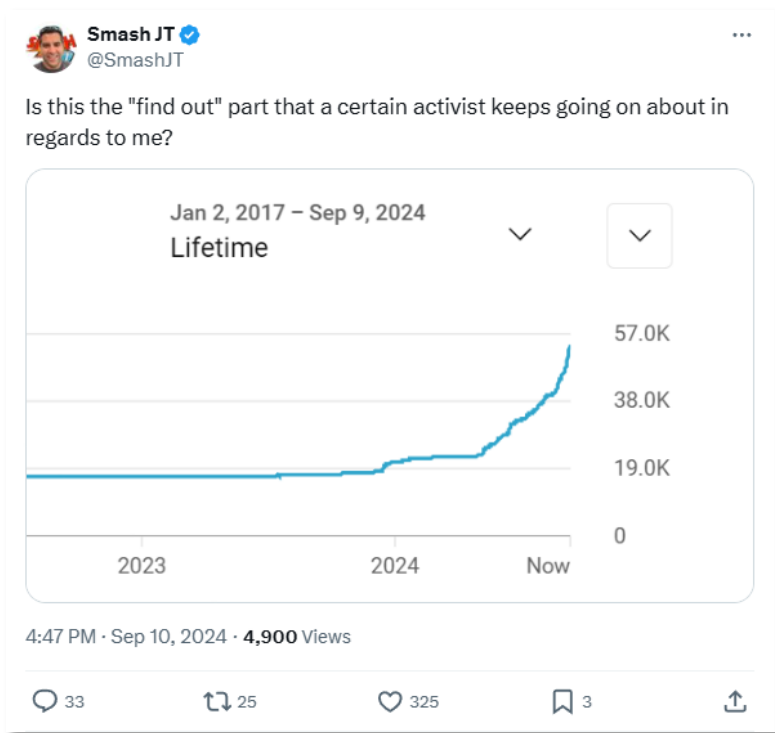 Smash JT
@SmashJT
Is this the "find out" part that a certain activist keeps going on about in
regards to me?
Jan 2, 2017 – Sep 9, 2024
Lifetime
57.0K
38.0K
19.0K
0
2023 2024 Now
4:47 PM · Sep 10, 2024 · 4,900 Views
33 25 325 3